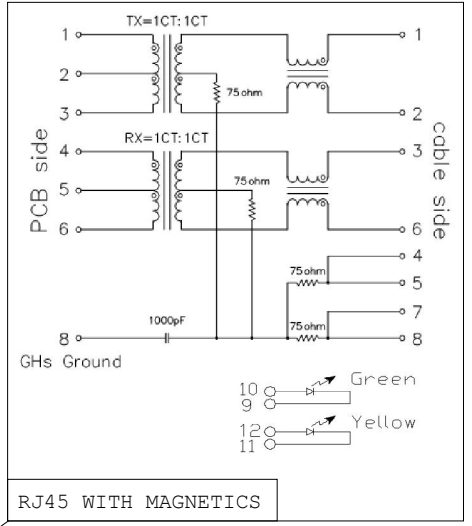 TX=1CT:1CT
1
1
2
75 ohm
3
2
RX=1CT:1CT
4
3
75 ohm
5
6
6
PCB side
cable side
4
75 ohm
5
7
1000pF
75 ohm
8
8
GHs Ground
10
Green
9
12
Yellow
11
RJ45 WITH MAGNETICS